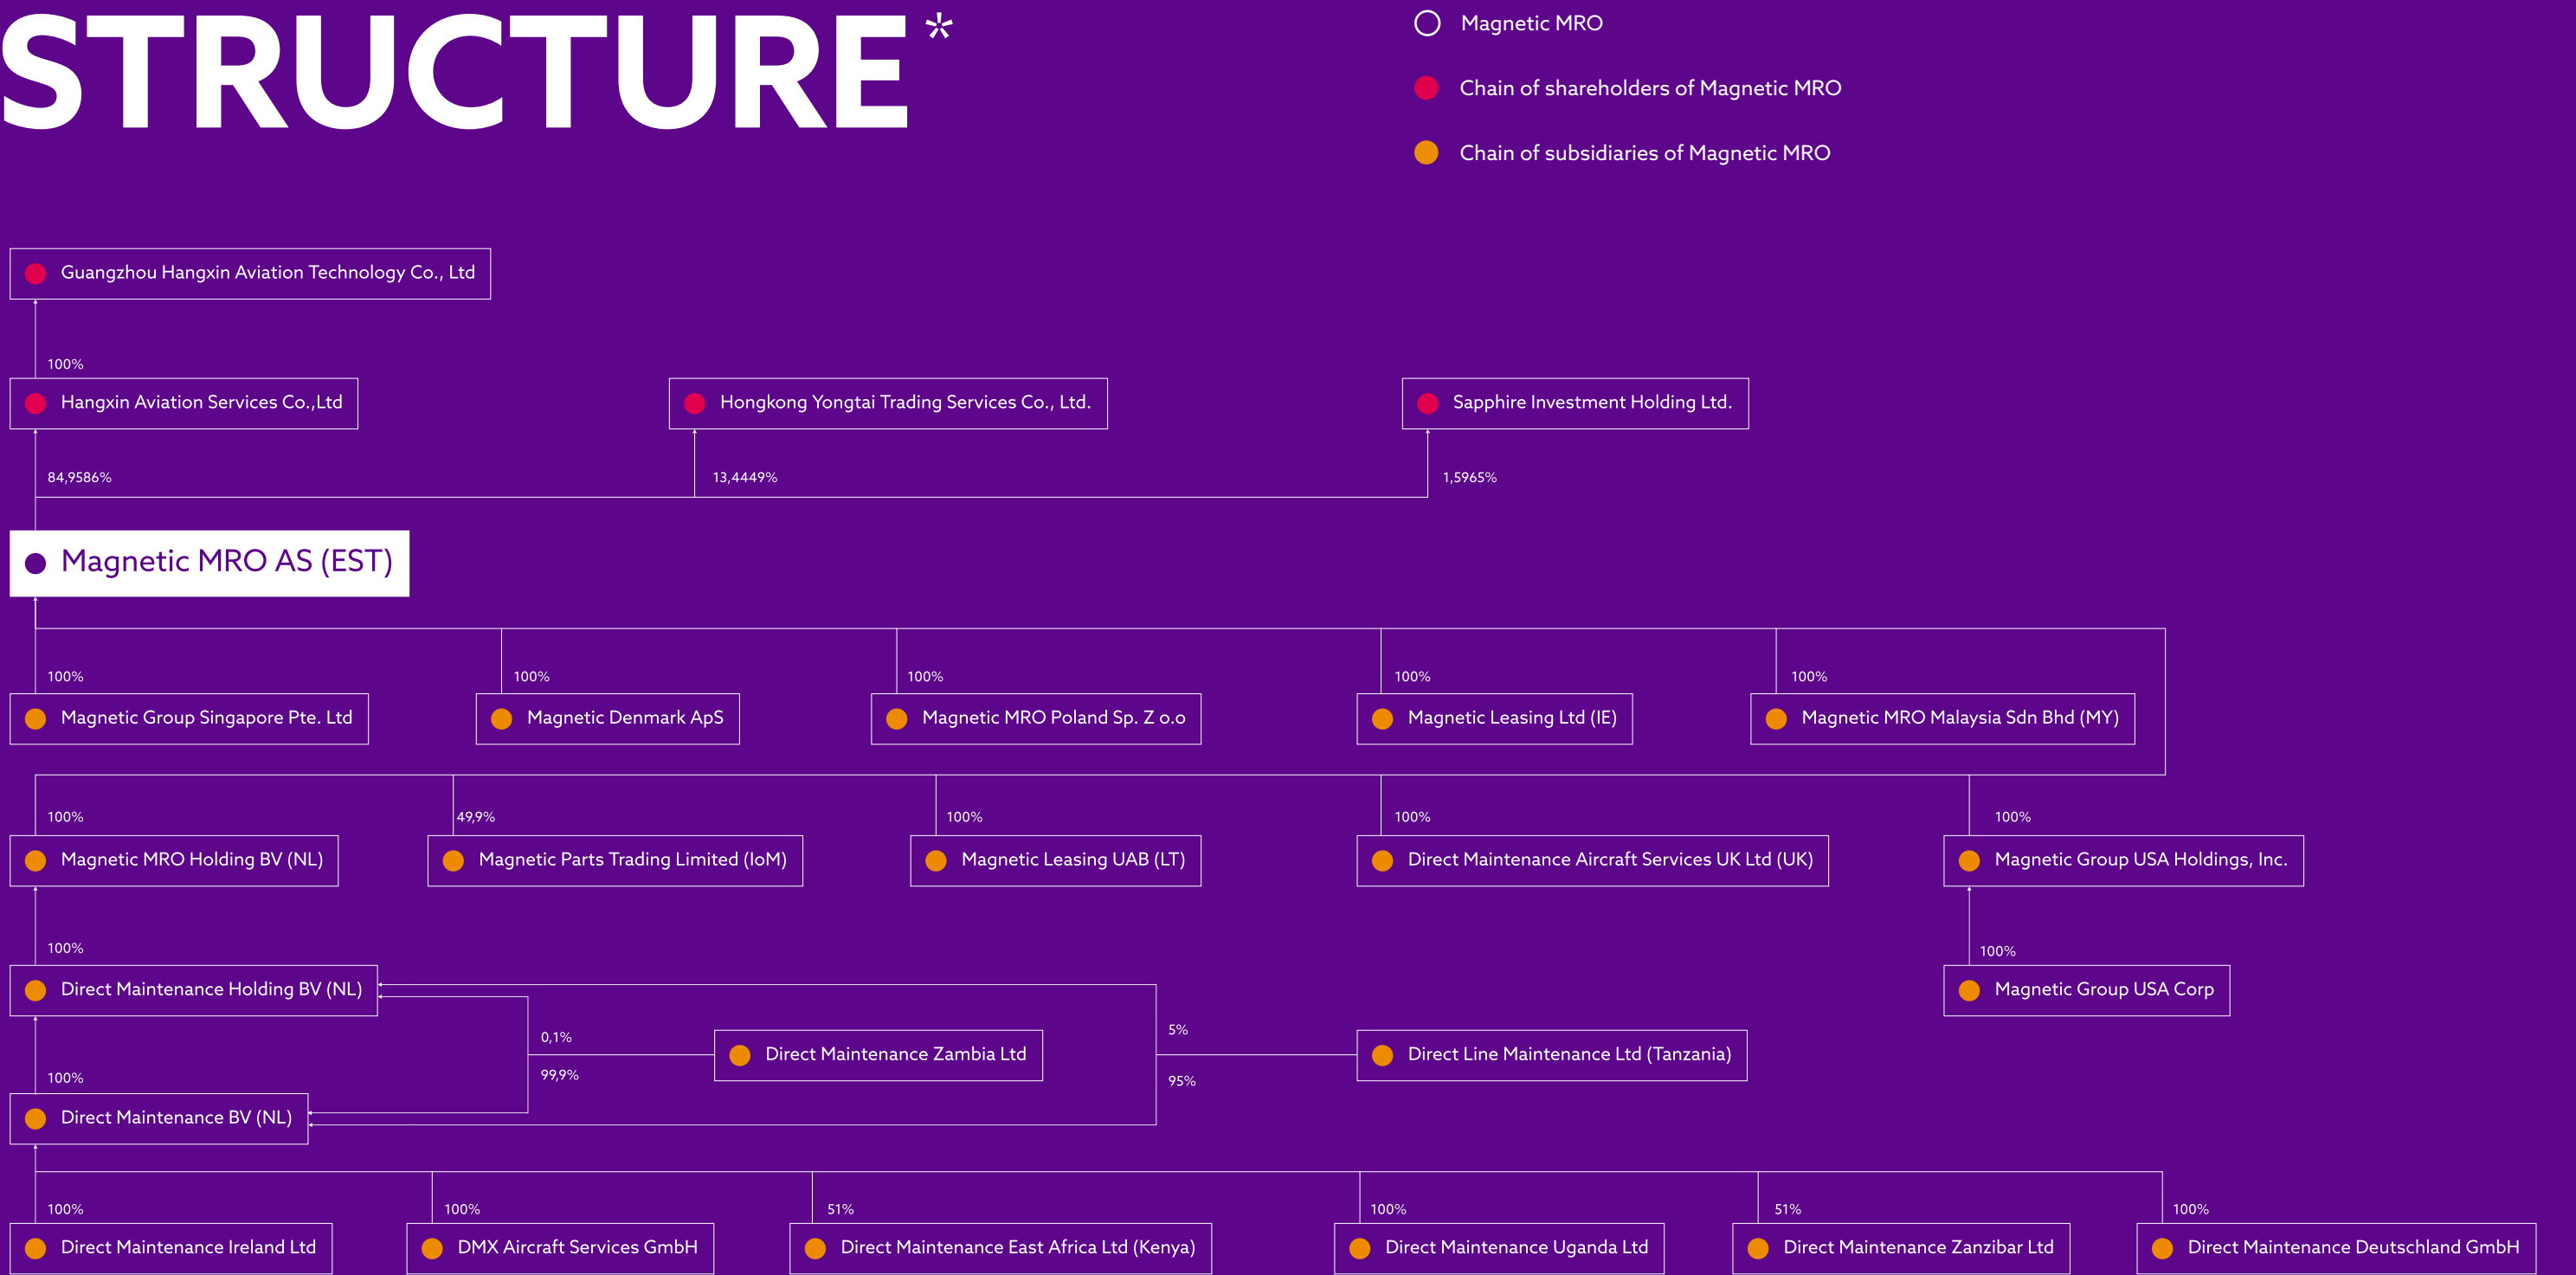 STRUCTURE*
Magnetic MRO
Chain of shareholders of Magnetic MRO
Chain of subsidiaries of Magnetic MRO
Guangzhou Hangxin Aviation Technology Co., Ltd
100%
Hangxin Aviation Services Co.,Ltd
Hongkong Yongtai Trading Services Co., Ltd.
Sapphire Investment Holding Ltd.
84,9586%
13,4449%
1,5965%
Magnetic MRO AS (EST)
100%
100%
100%
100%
100%
Magnetic Group Singapore Pte. Ltd
Magnetic Denmark ApS
Magnetic MRO Poland Sp. Z o.o
Magnetic Leasing Ltd (IE)
Magnetic MRO Malaysia Sdn Bhd (MY)
100%
49,9%
100%
100%
100%
Magnetic MRO Holding BV (NL)
Magnetic Parts Trading Limited (IoM)
Magnetic Leasing UAB (LT)
Direct Maintenance Aircraft Services UK Ltd (UK)
Magnetic Group USA Holdings, Inc.
100%
100%
Direct Maintenance Holding BV (NL)
Magnetic Group USA Corp
0,1%
5%
Direct Maintenance Zambia Ltd
Direct Line Maintenance Ltd (Tanzania)
100%
99,9%
95%
Direct Maintenance BV (NL)
100%
100%
51%
100%
51%
100%
Direct Maintenance Ireland Ltd
DMX Aircraft Services GmbH
Direct Maintenance East Africa Ltd (Kenya)
Direct Maintenance Uganda Ltd
Direct Maintenance Zanzibar Ltd
Direct Maintenance Deutschland GmbH